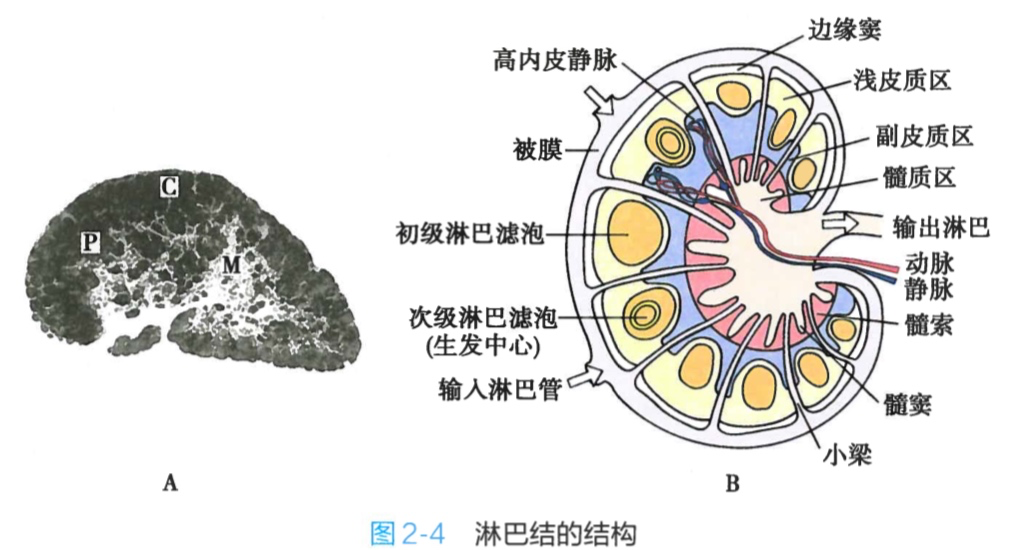 C
P
M
A
高内皮静脉
被膜
初级淋巴滤泡
次级淋巴滤泡
(生发中心)
输入淋巴管
边缘窦
浅皮质区
副皮质区
髓质区
输出淋巴
动脉
静脉
髓索
髓窦
小梁
B
图2-4 淋巴结的结构